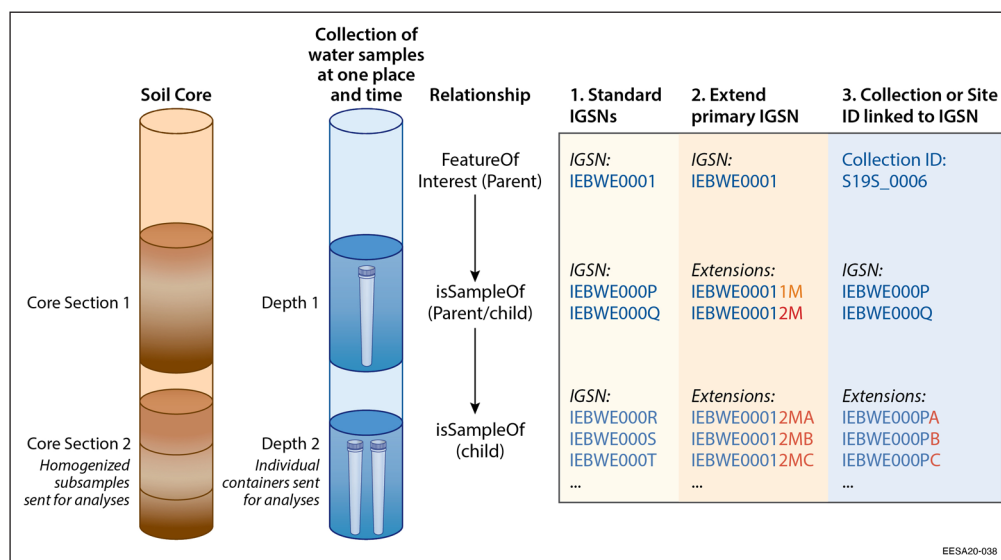 Soil Core
Collection of
water samples
at one place
and time
Relationship
1. Standard
IGSNs
2. Extend
primary IGSN
3. Collection or Site
ID linked to IGSN
FeatureOf
Interest (Parent)
IGSN:
IEBWE0001
IGSN:
IEBWE0001
Collection ID:
S19S_0006
Core Section 1
Depth 1
isSampleOf
(Parent/child)
IGSN:
IEBWE000P
IEBWE000Q
Extensions:
IEBWE00011M
IEBWE00012M
IGSN:
IEBWE000P
IEBWE000Q
Core Section 2
Homogenized
subsamples
sent for analyses
Depth 2
Individual
containers sent
for analyses
isSampleOf
(child)
IGSN:
IEBWE000R
IEBWE000S
IEBWE000T
...
Extensions:
IEBWE00012MA
IEBWE00012MB
IEBWE00012MC
...
Extensions:
IEBWE000PA
IEBWE000PB
IEBWE000PC
...
EESA20-038